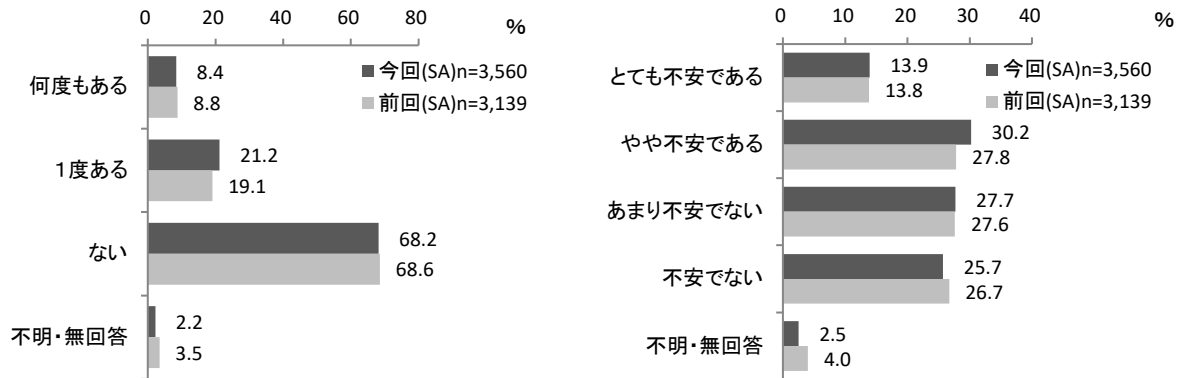 0 20 40 60 80 %
今回(SA)n=3,560
前回(SA)n=3,139
何度もある 8.4
8.8
1度ある 21.2
19.1
ない 68.2
68.6
不明・無回答 2.2
3.5
0 10 20 30 40 %
今回(SA)n=3,560
前回(SA)n=3,139
とても不安である 13.9
13.8
やや不安である 30.2
27.8
あまり不安でない 27.7
27.6
不安でない 25.7
26.7
不明・無回答 2.5
4.0